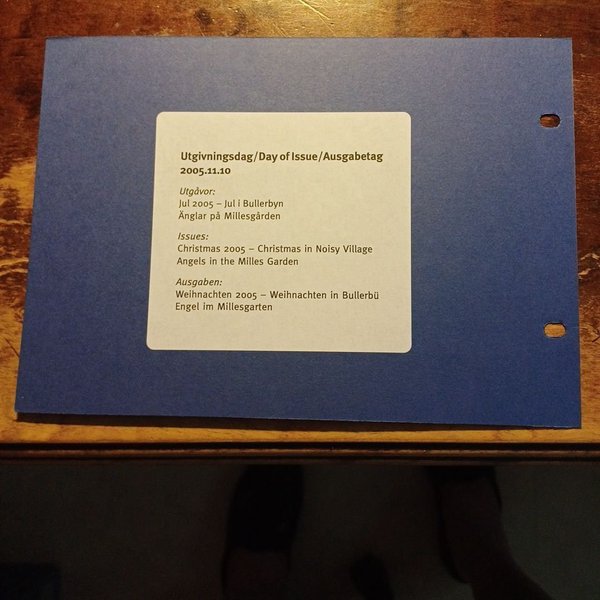 Utgivningsdag/Day of Issue/Ausgabetag
2005.11.10
Utgåvor:
Jul 2005 – Jul i Bullerbyn
Änglar på Millesgården
Issues:
Christmas 2005 – Christmas in Noisy Village
Angels in the Milles Garden
Ausgaben:
Weihnachten 2005 – Weihnachten in Bullerbü
Engel im Millesgarten